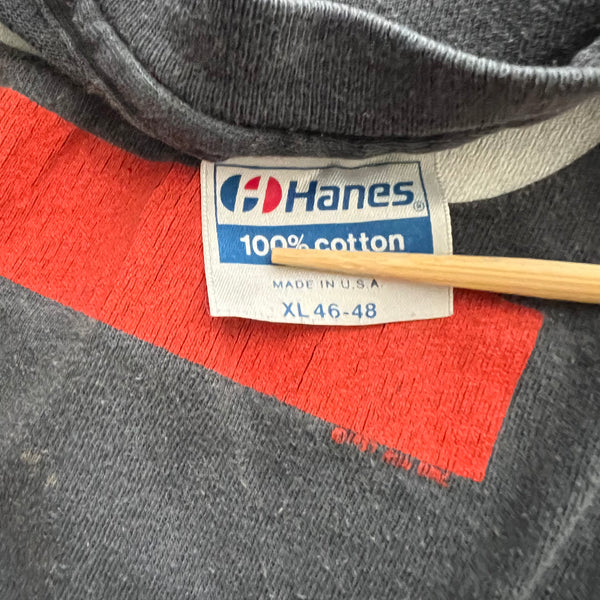 Hanes®
100% cotton
MADE IN U.S.A.
XL 46-48